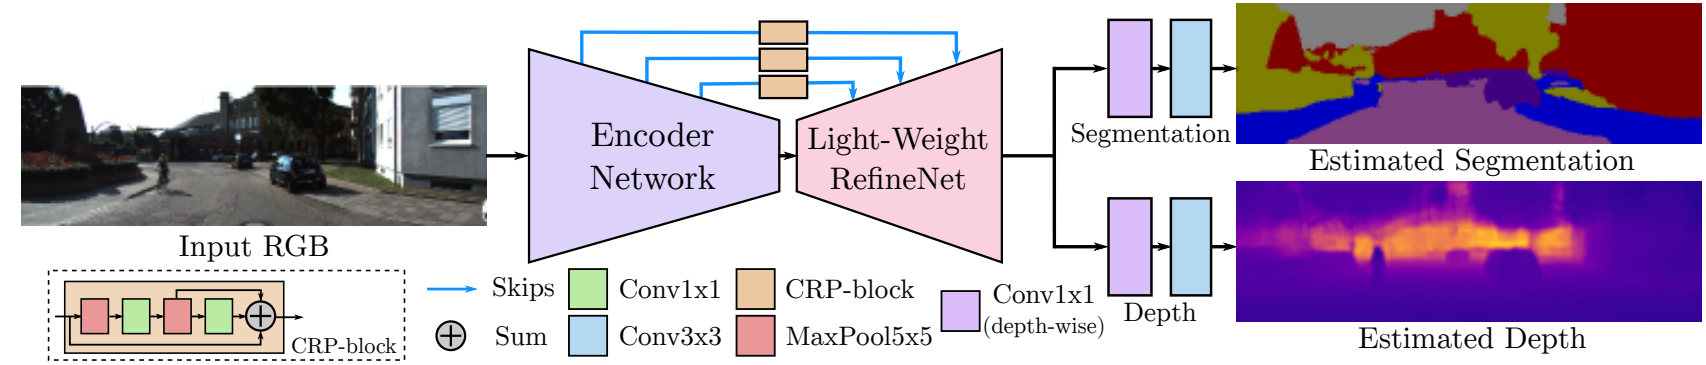 Encoder
Network
Light-Weight
RefineNet
Segmentation
Estimated Segmentation
Input RGB
Depth
Estimated Depth
CRP-block
Skips
Conv1x1
CRP-block
Conv1x1
(depth-wise)
Sum
Conv3x3
MaxPool5x5